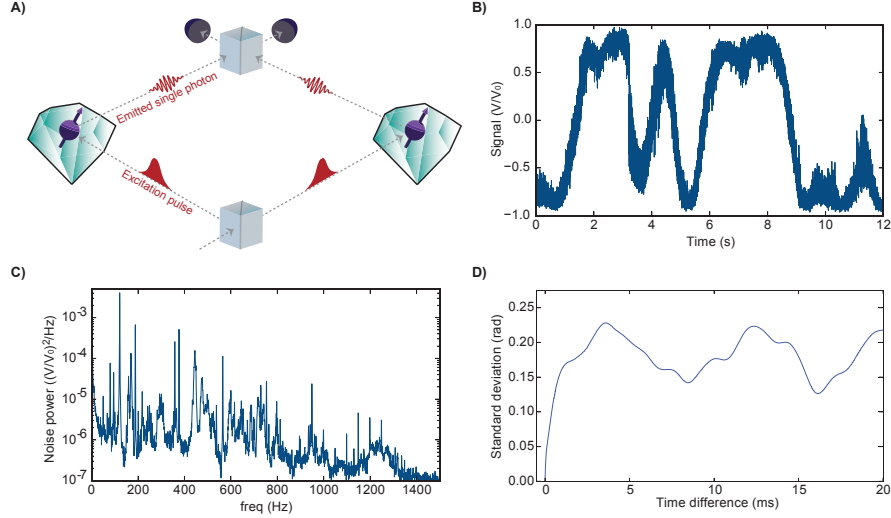 A)
Emitted single photon
Excitation pulse
B)
1.0
0.5
0.0
−0.5
−1.0
Signal (V/V₀)
0 2 4 6 8 10 12
Time (s)
C)
10⁻³
10⁻⁴
10⁻⁵
10⁻⁶
10⁻⁷
Noise power ((V/V₀)²/Hz)
0 200 400 600 800 1000 1200 1400
freq (Hz)
D)
0.25
0.20
0.15
0.10
0.00
Standard deviation (rad)
0 5 10 15 20
Time difference (ms)